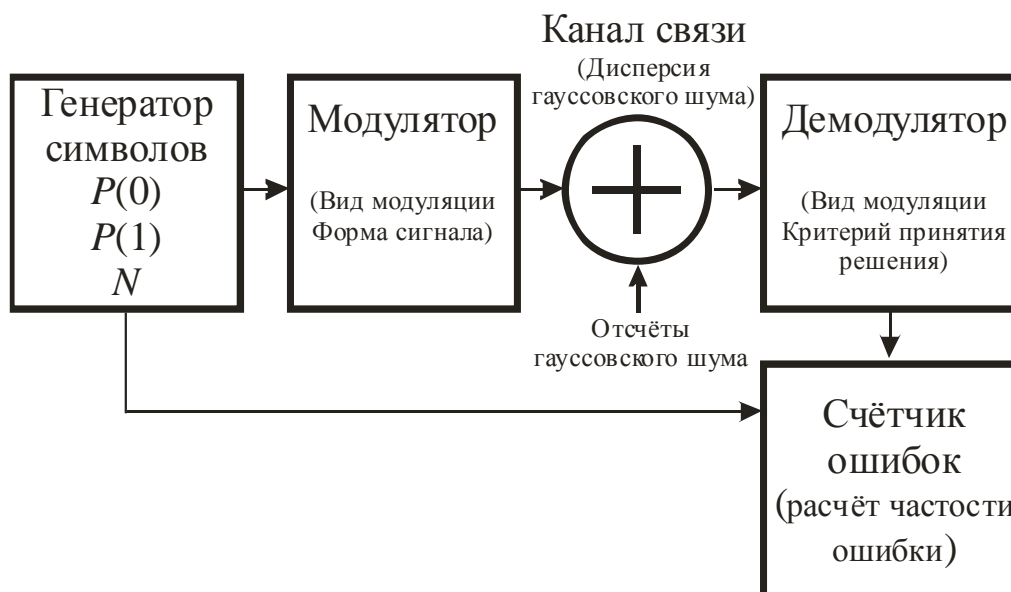 Канал связи
(Дисперсия
гауссовского шума)
Генератор
символов
P(0)
P(1)
N
Модулятор
(Вид модуляции
Форма сигнала)
Демодулятор
(Вид модуляции
Критерий принятия
решения)
Отсчёты
гауссовского шума
Счётчик
ошибок
(расчёт частости
ошибки)